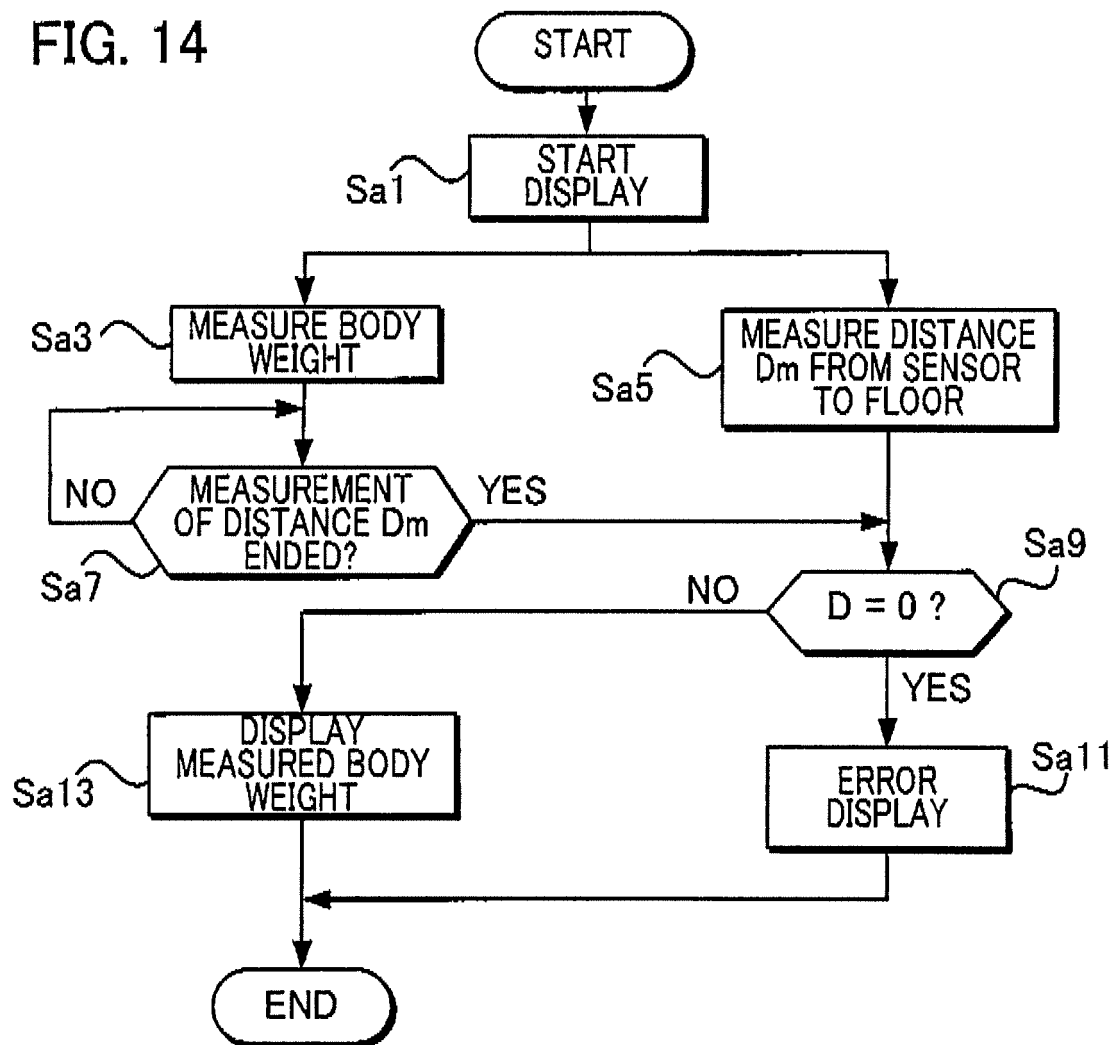 FIG. 14
START
START
DISPLAY
Sa1
MEASURE BODY
WEIGHT
Sa3
MEASURE DISTANCE
Dm FROM SENSOR
TO FLOOR
Sa5
MEASUREMENT
OF DISTANCE Dm
ENDED?
NO
YES
Sa7
D = 0 ?
Sa9
NO
YES
DISPLAY
MEASURED BODY
WEIGHT
Sa13
ERROR
DISPLAY
Sa11
END